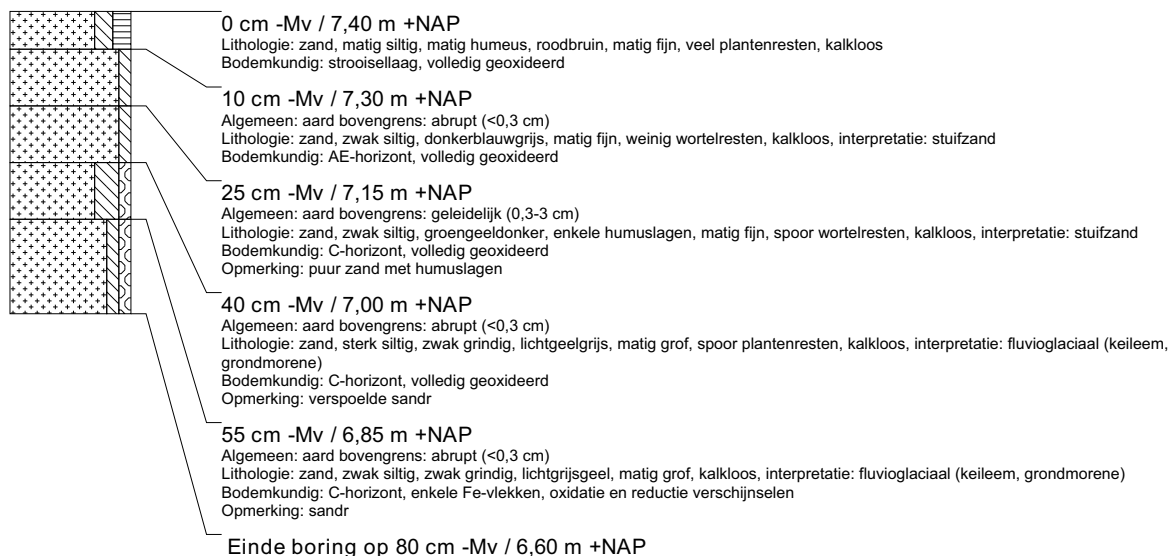 0 cm -Mv / 7,40 m +NAP
Lithologie: zand, matig siltig, matig humeus, roodbruin, matig fijn, veel plantenresten, kalkloos
Bodemkundig: strooisellaag, volledig geoxideerd
10 cm -Mv / 7,30 m +NAP
Algemeen: aard bovengrens: abrupt (<0,3 cm)
Lithologie: zand, zwak siltig, donkerblauwgrijs, matig fijn, weinig wortelresten, kalkloos, interpretatie: stuifzand
Bodemkundig: AE-horizont, volledig geoxideerd
25 cm -Mv / 7,15 m +NAP
Algemeen: aard bovengrens: geleidelijk (0,3-3 cm)
Lithologie: zand, zwak siltig, groengeeldonker, enkele humuslagen, matig fijn, spoor wortelresten, kalkloos, interpretatie: stuifzand
Bodemkundig: C-horizont, volledig geoxideerd
Opmerking: puur zand met humuslagen
40 cm -Mv / 7,00 m +NAP
Algemeen: aard bovengrens: abrupt (<0,3 cm)
Lithologie: zand, sterk siltig, zwak grindig, lichtgeelgrijs, matig grof, spoor plantenresten, kalkloos, interpretatie: fluvioglaciaal (keileem,
grondmorene)
Bodemkundig: C-horizont, volledig geoxideerd
Opmerking: verspoelde sandr
55 cm -Mv / 6,85 m +NAP
Algemeen: aard bovengrens: abrupt (<0,3 cm)
Lithologie: zand, zwak siltig, zwak grindig, lichtgrijsgeel, matig grof, kalkloos, interpretatie: fluvioglaciaal (keileem, grondmorene)
Bodemkundig: C-horizont, enkele Fe-vlekken, oxidatie en reductie verschijnselen
Opmerking: sandr
Einde boring op 80 cm -Mv / 6,60 m +NAP